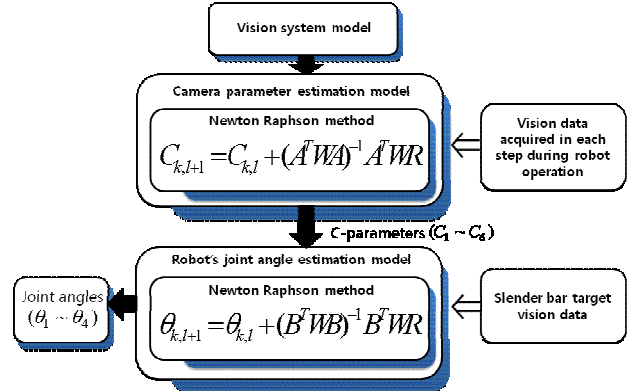 Vision system model
Camera parameter estimation model
Newton Raphson method
C_{k,l+1} = C_{k,l} + (A^T WA)^{-1} A^T WR
Vision data
acquired in each
step during robot
operation
C-parameters (C_1 ~ C_6)
Robot's joint angle estimation model
Newton Raphson method
θ_{k,l+1} = θ_{k,l} + (B^T WB)^{-1} B^T WR
Joint angles
(θ_1 ~ θ_4)
Slender bar target
vision data